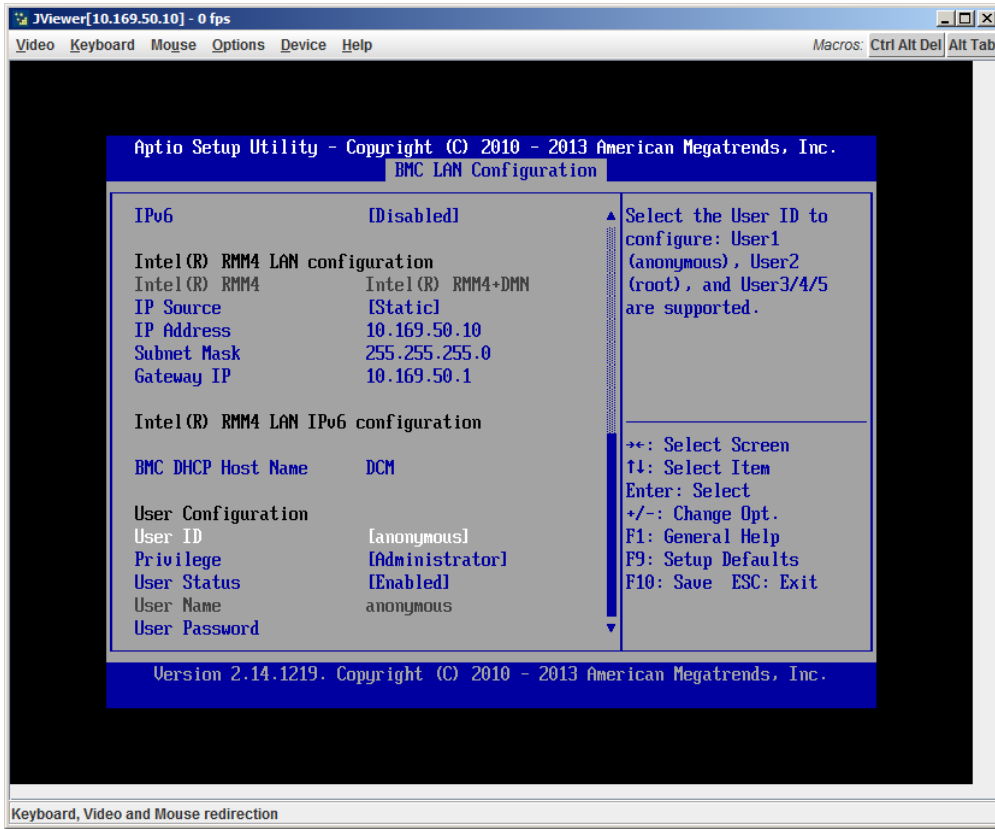 JViewer[10.169.50.10] - 0 fps
Video Keyboard Mouse Options Device Help Macros: Ctrl Alt Del Alt Tab
Aptio Setup Utility - Copyright (C) 2010 - 2013 American Megatrends, Inc.
BMC LAN Configuration
IPv6 [Disabled]
Intel(R) RMM4 LAN configuration
Intel(R) RMM4 Intel(R) RMM4+DMN
IP Source [Static]
IP Address 10.169.50.10
Subnet Mask 255.255.255.0
Gateway IP 10.169.50.1
Intel(R) RMM4 LAN IPv6 configuration
BMC DHCP Host Name DCM
User Configuration
User ID [anonymous]
Privilege [Administrator]
User Status [Enabled]
User Name anonymous
User Password
Select the User ID to
configure: User1
(anonymous), User2
(root), and User3/4/5
are supported.
→←: Select Screen
↑↓: Select Item
Enter: Select
+/-: Change Opt.
F1: General Help
F9: Setup Defaults
F10: Save ESC: Exit
Version 2.14.1219. Copyright (C) 2010 - 2013 American Megatrends, Inc.
Keyboard, Video and Mouse redirection